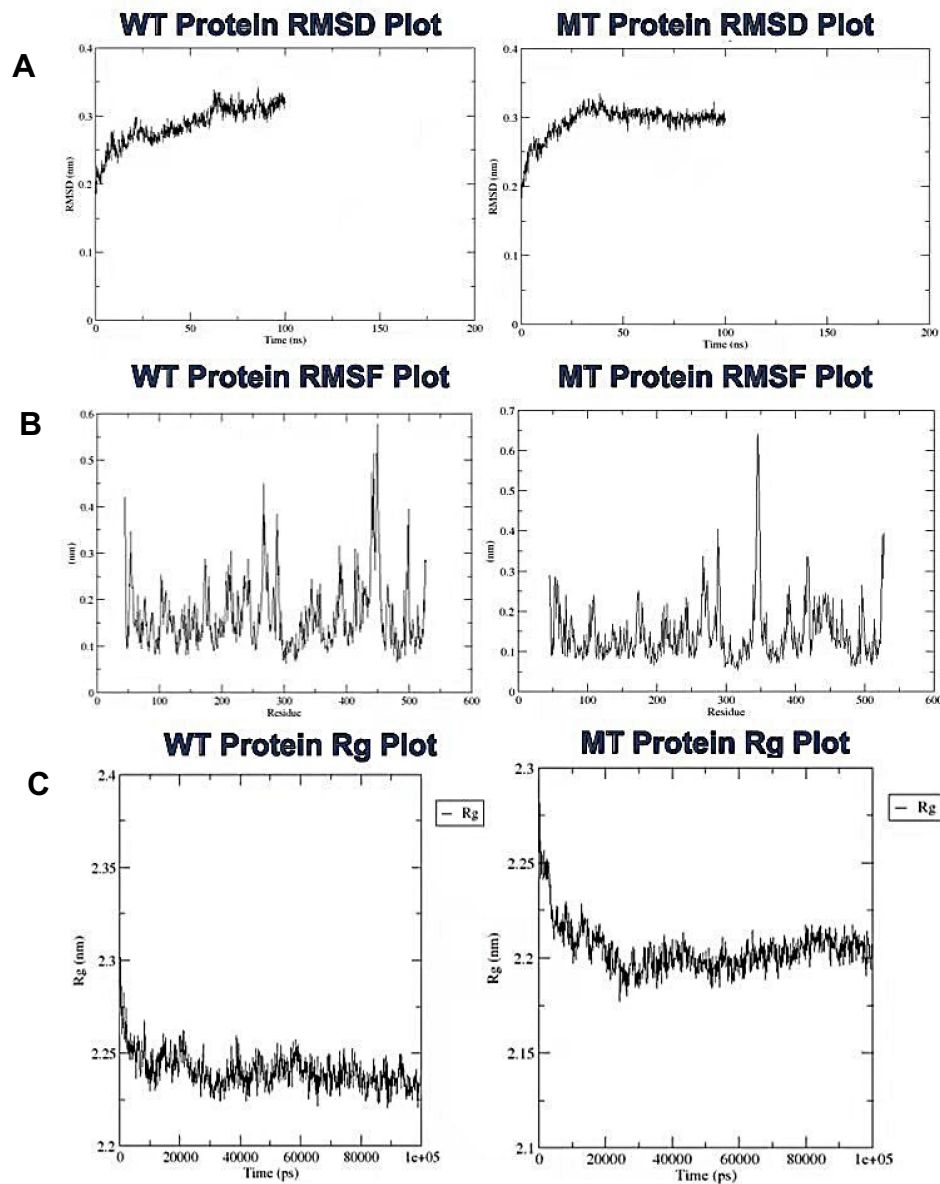 WT Protein RMSD Plot
MT Protein RMSD Plot
A
0.4
0.3
0.2
0.1
0
RMSD (nm)
0 50 100 150 200
Time (ns)
0.4
0.3
0.2
0.1
0
RMSD (nm)
0 50 100 150 200
Time (ns)
WT Protein RMSF Plot
MT Protein RMSF Plot
B
0.6
0.5
0.4
0.3
0.2
0.1
0
(nm)
0 100 200 300 400 500 600
Residue
0.7
0.6
0.5
0.4
0.3
0.2
0.1
0
(nm)
0 100 200 300 400 500 600
Residue
WT Protein Rg Plot
MT Protein Rg Plot
C
2.4
2.35
2.3
2.25
2.2
Rg (nm)
0 20000 40000 60000 80000 1e+05
Time (ps)
Rg
2.3
2.25
2.2
2.15
2.1
Rg (nm)
0 20000 40000 60000 80000 1e+05
Time (ps)
Rg